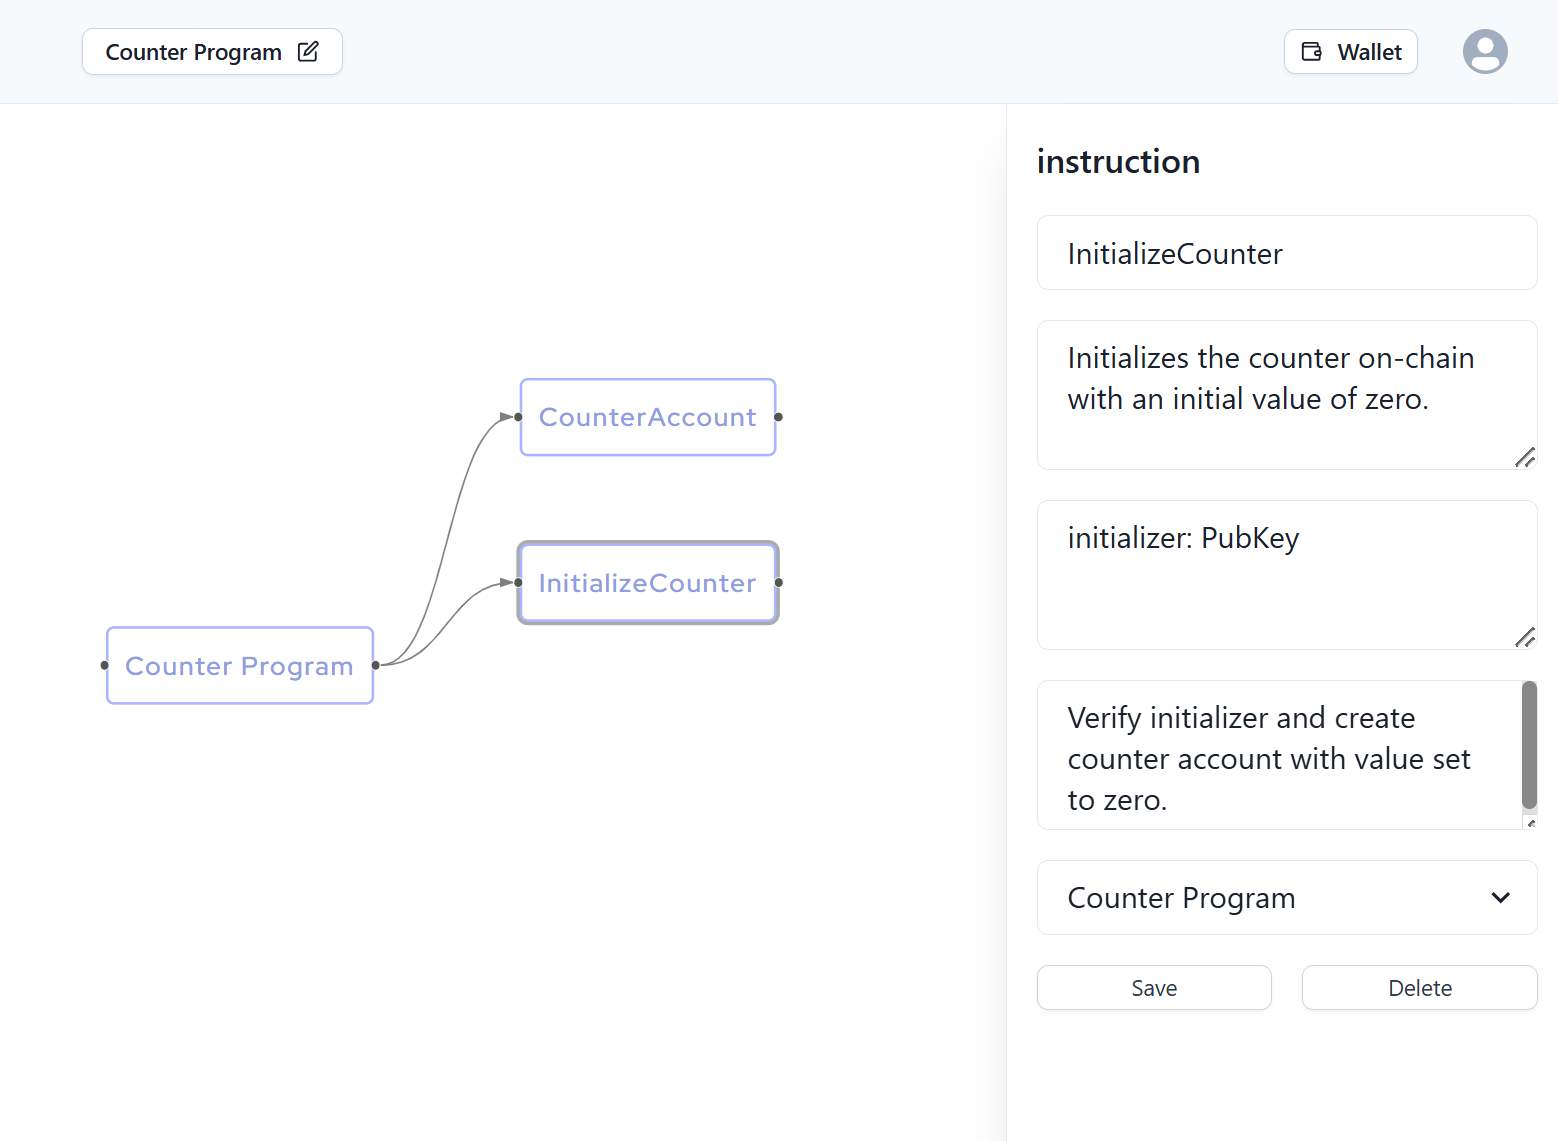 Counter Program
Wallet
CounterAccount
InitializeCounter
Counter Program
instruction
InitializeCounter
Initializes the counter on-chain
with an initial value of zero.
initializer: PubKey
Verify initializer and create
counter account with value set
to zero.
Counter Program
Save
Delete